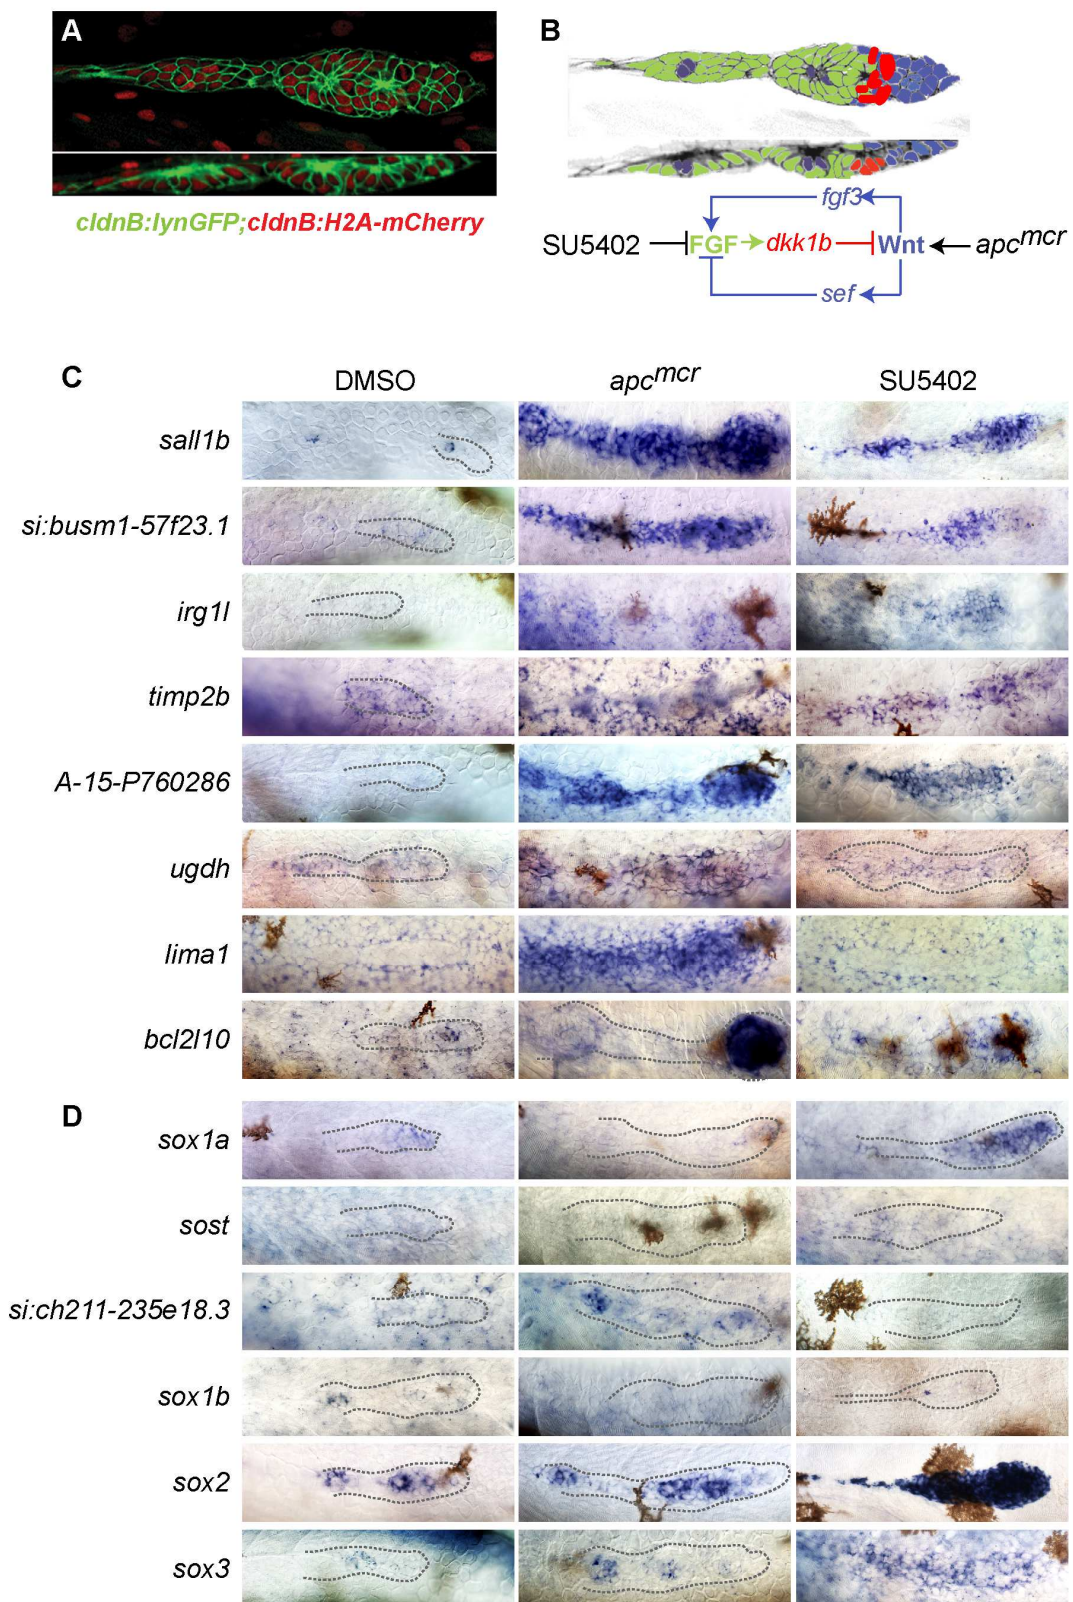 A
B
cldnB:lynGFP;cldnB:H2A-mCherry
fgf3
SU5402 FGF dkk1b Wnt apcmcr
sef
C
DMSO apcmcr SU5402
sall1b
si:busm1-57f23.1
irg1l
timp2b
A-15-P760286
ugdh
lima1
bcl2l10
D
sox1a
sost
si:ch211-235e18.3
sox1b
sox2
sox3